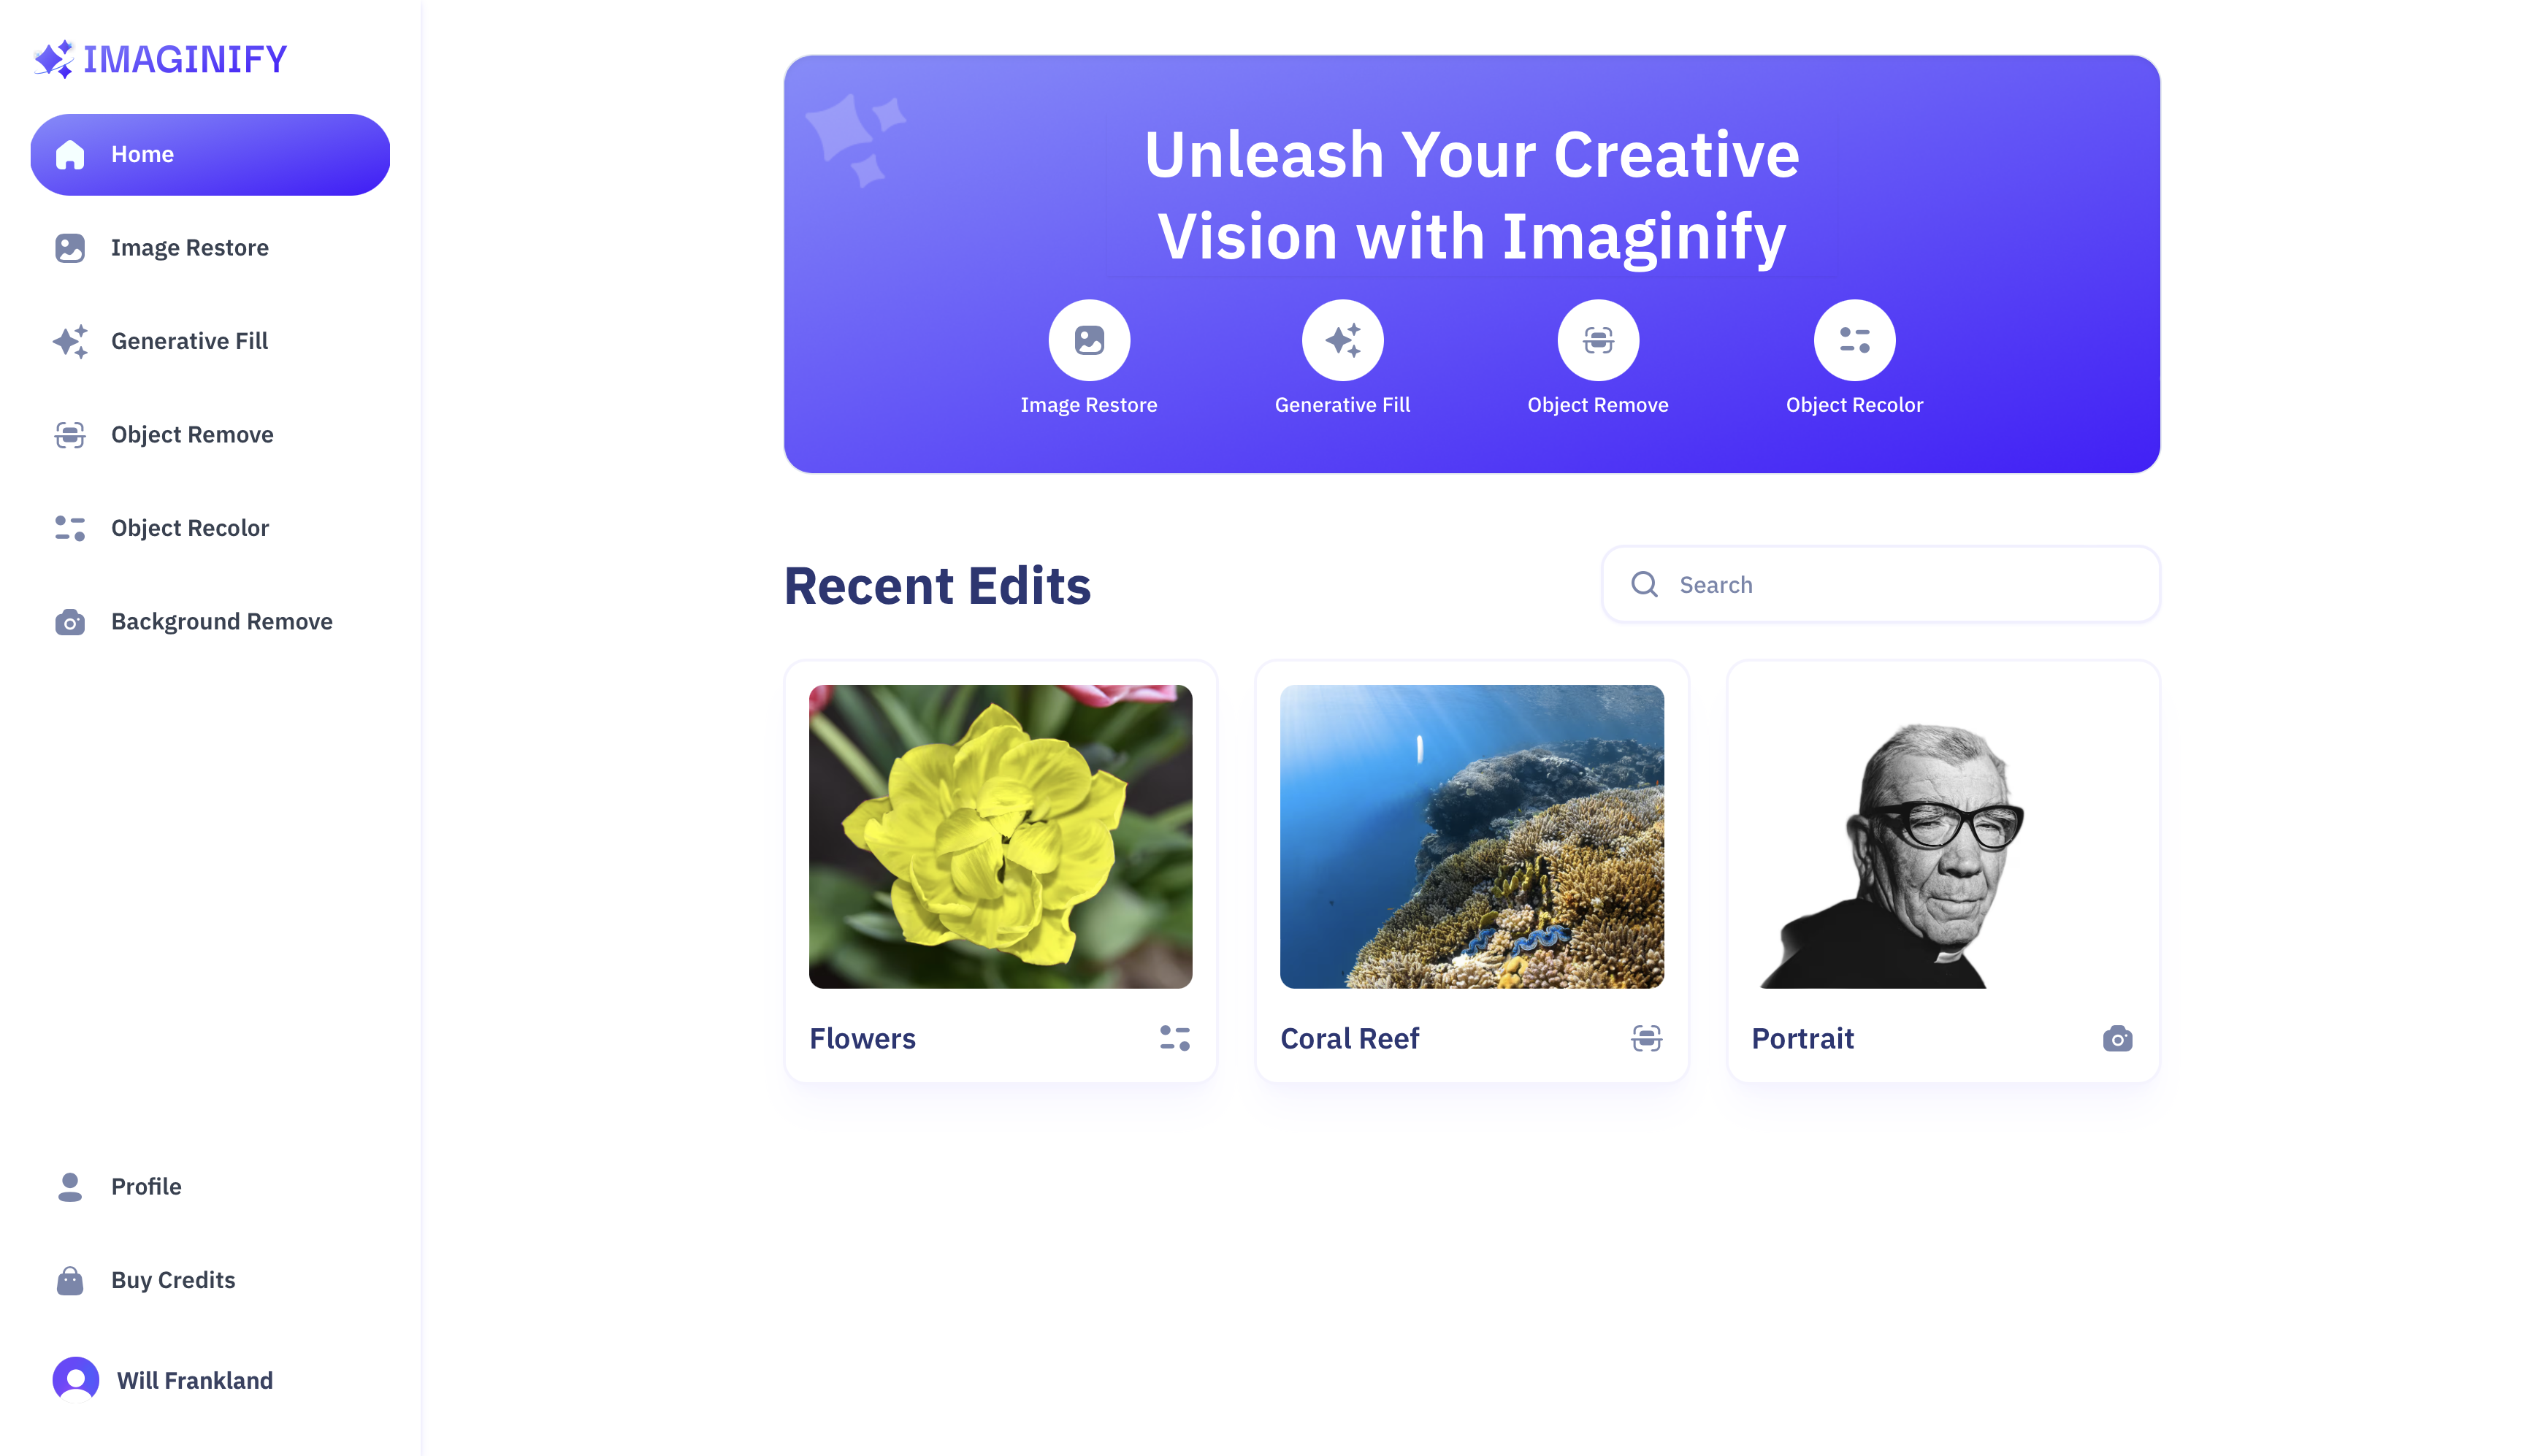 IMAGINIFY
Home
Image Restore
Generative Fill
Object Remove
Object Recolor
Background Remove
Profile
Buy Credits
Will Frankland
Unleash Your Creative
Vision with Imaginify
Image Restore
Generative Fill
Object Remove
Object Recolor
Recent Edits
Search
Flowers
Coral Reef
Portrait